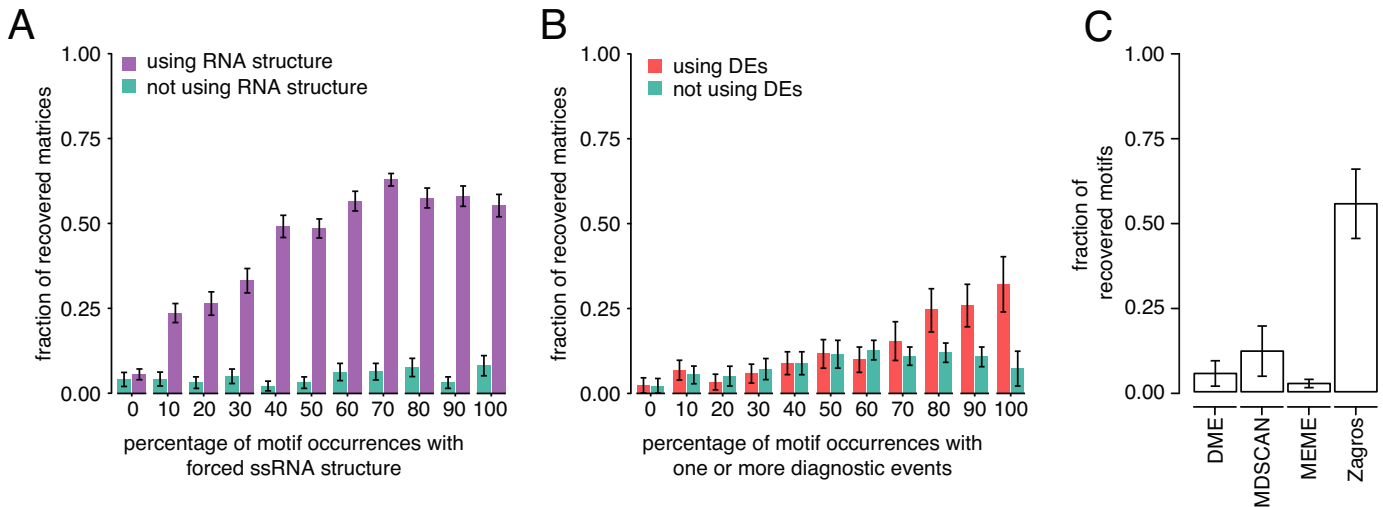 A
fraction of recovered matrices
1.00
0.75
0.50
0.25
0.00
using RNA structure
not using RNA structure
0 10 20 30 40 50 60 70 80 90 100
percentage of motif occurrences with
forced ssRNA structure
B
fraction of recovered matrices
1.00
0.75
0.50
0.25
0.00
using DEs
not using DEs
0 10 20 30 40 50 60 70 80 90 100
percentage of motif occurrences with
one or more diagnostic events
C
fraction of
recovered motifs
1.00
0.75
0.50
0.25
0.00
DME
MDSCAN
MEME
Zagros